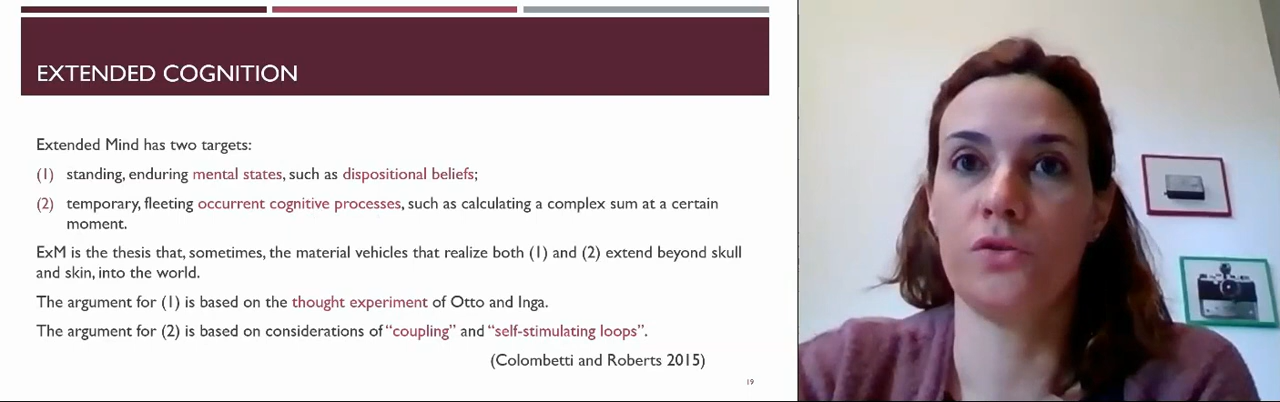 EXTENDED COGNITION
Extended Mind has two targets:
(1) standing, enduring mental states, such as dispositional beliefs;
(2) temporary, fleeting occurrent cognitive processes, such as calculating a complex sum at a certain
moment.
ExM is the thesis that, sometimes, the material vehicles that realize both (1) and (2) extend beyond skull
and skin, into the world.
The argument for (1) is based on the thought experiment of Otto and Inga.
The argument for (2) is based on considerations of “coupling” and “self-stimulating loops”.
(Colombetti and Roberts 2015)
19